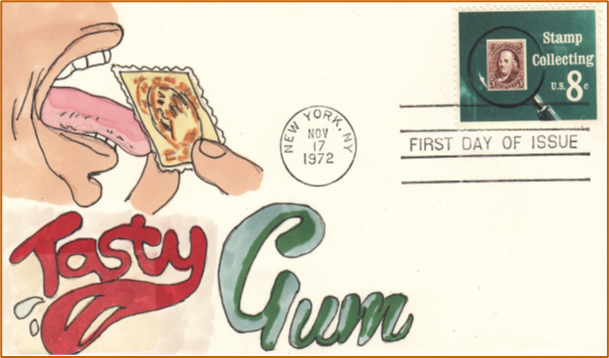 Stamp
Collecting
U.S. 8c
NEW YORK, NY
NOV
17
1972
FIRST DAY OF ISSUE
Tasty Gum